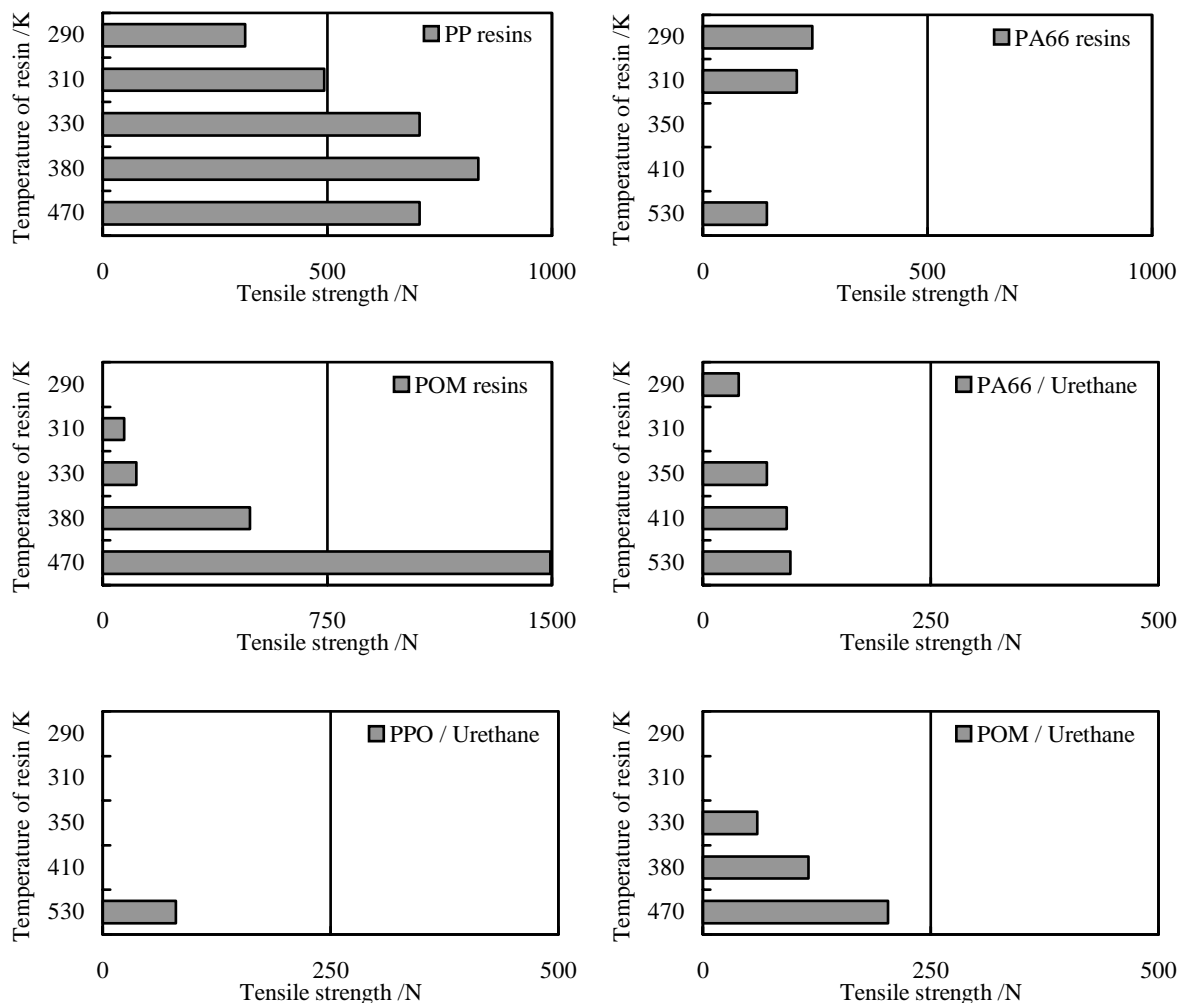 Temperature of resin /K
290
310
330
380
470
PP resins
0 500 1000
Tensile strength /N
Temperature of resin /K
290
310
350
410
530
PA66 resins
0 500 1000
Tensile strength /N
Temperature of resin /K
290
310
330
380
470
POM resins
0 750 1500
Tensile strength /N
Temperature of resin /K
290
310
350
410
530
PA66 / Urethane
0 250 500
Tensile strength /N
Temperature of resin /K
290
310
350
410
530
PPO / Urethane
0 250 500
Tensile strength /N
Temperature of resin /K
290
310
330
380
470
POM / Urethane
0 250 500
Tensile strength /N